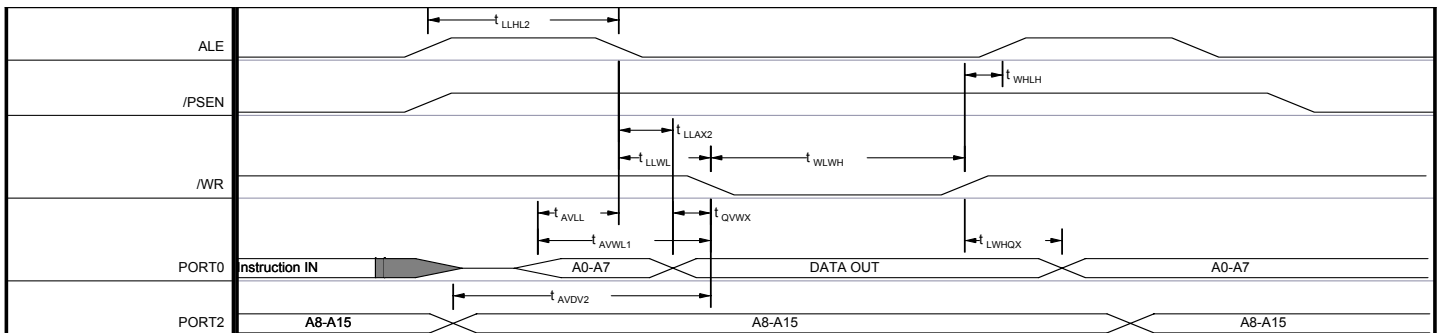 t LLHL2
ALE
t WHLH
/PSEN
t LLAX2
t LLWL t WLWH
/WR
t AVLL t QVWX
t AVWL1 t LWHQX
PORT0 Instruction IN A0-A7 DATA OUT A0-A7
t AVDV2
PORT2 A8-A15 A8-A15 A8-A15